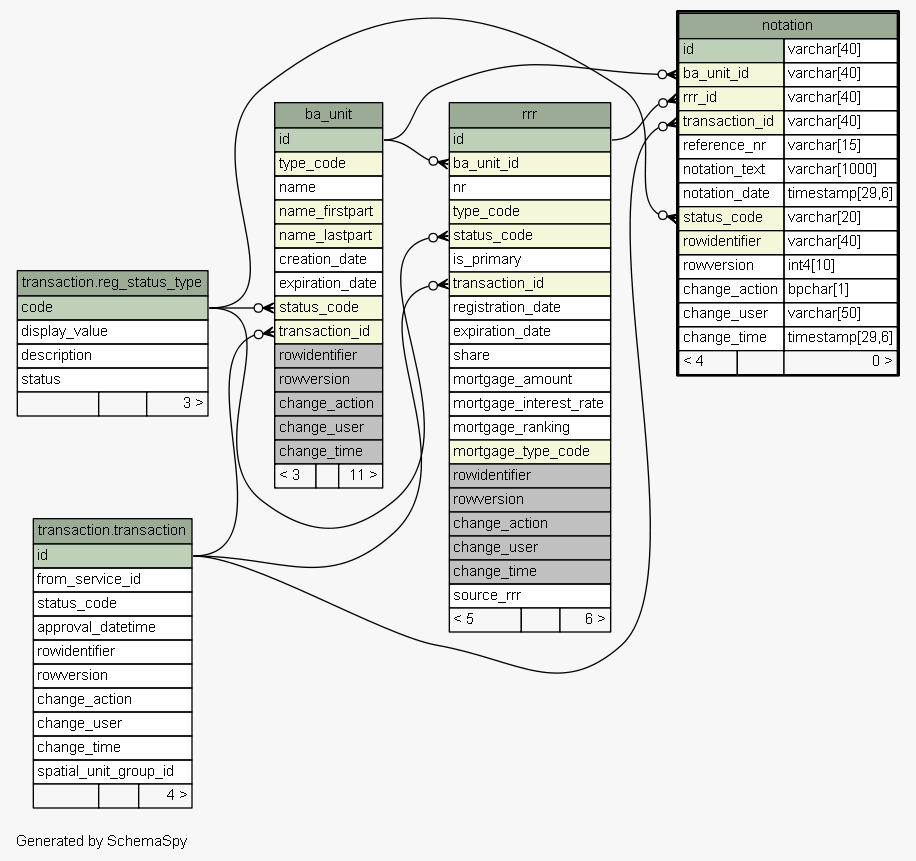 notation
id varchar[40]
ba_unit_id varchar[40]
rrr_id varchar[40]
transaction_id varchar[40]
reference_nr varchar[15]
notation_text varchar[1000]
notation_date timestamp[29,6]
status_code varchar[20]
rowidentifier varchar[40]
rowversion int4[10]
change_action bpchar[1]
change_user varchar[50]
change_time timestamp[29,6]
< 4 0 >
ba_unit
id
type_code
name
name_firstpart
name_lastpart
creation_date
expiration_date
status_code
transaction_id
rowidentifier
rowversion
change_action
change_user
change_time
< 3 11 >
rrr
id
ba_unit_id
nr
type_code
status_code
is_primary
transaction_id
registration_date
expiration_date
share
mortgage_amount
mortgage_interest_rate
mortgage_ranking
mortgage_type_code
rowidentifier
rowversion
change_action
change_user
change_time
source_rrr
< 5 6 >
transaction.reg_status_type
code
display_value
description
status
3 >
transaction.transaction
id
from_service_id
status_code
approval_datetime
rowidentifier
rowversion
change_action
change_user
change_time
spatial_unit_group_id
4 >
Generated by SchemaSpy